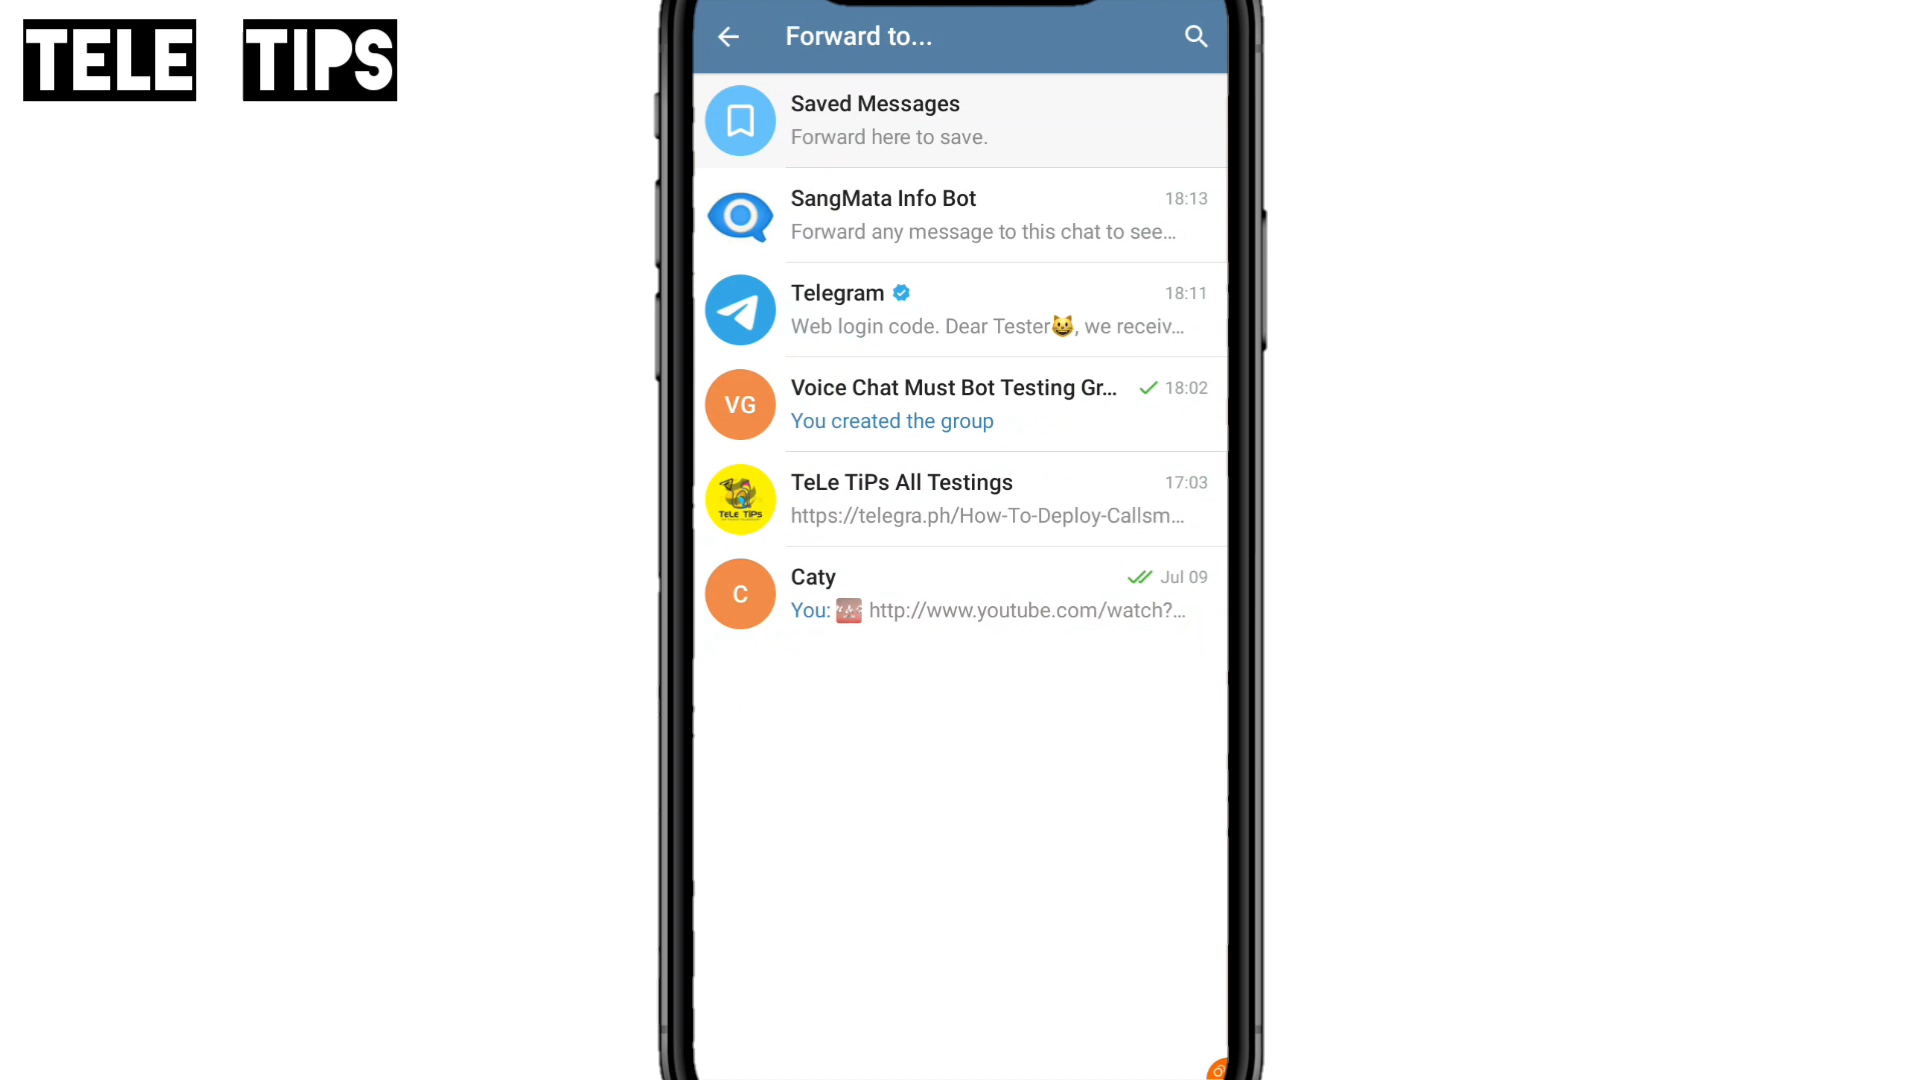 TELE TIPS
Forward to...
Saved Messages
Forward here to save.
SangMata Info Bot 18:13
Forward any message to this chat to see...
Telegram 18:11
Web login code. Dear Tester😺, we receiv...
VG
Voice Chat Must Bot Testing Gr... 18:02
You created the group
TeLe TiPs All Testings 17:03
TeLe TiPs
https://telegra.ph/How-To-Deploy-Callsm...
C
Caty Jul 09
You: http://www.youtube.com/watch?...